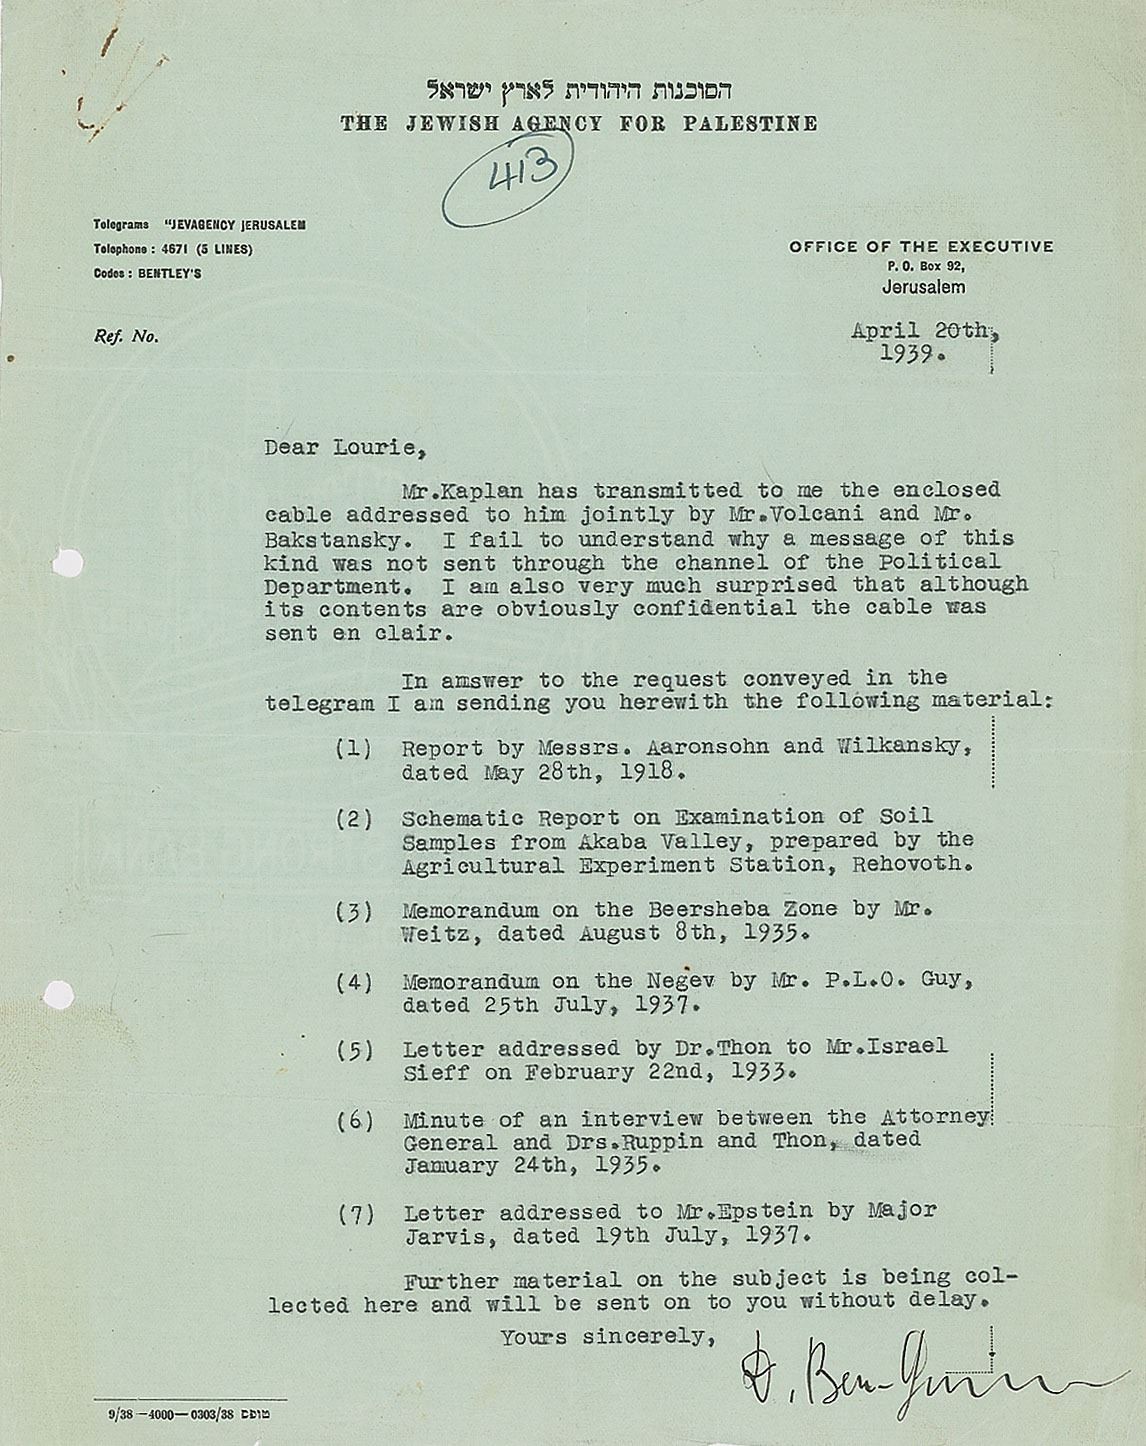 הסוכנות היהודית לארץ ישראל
THE JEWISH AGENCY FOR PALESTINE
413
Telegrams "JEVAGENCY JERUSALEM
Telephone : 4671 (5 LINES)
Codes : BENTLEY'S
OFFICE OF THE EXECUTIVE
P. O. Box 92,
Jerusalem
Ref. No.
April 20th,
1939.
Dear Lourie,
Mr.Kaplan has transmitted to me the enclosed
cable addressed to him jointly by Mr.Volcani and Mr.
Bakstansky. I fail to understand why a message of this
kind was not sent through the channel of the Political
Department. I am also very much surprised that although
its contents are obviously confidential the cable was
sent en clair.
In answer to the request conveyed in the
telegram I am sending you herewith the following material:
(1) Report by Messrs. Aaronsohn and Wilkansky,
dated May 28th, 1918.
(2) Schematic Report on Examination of Soil
Samples from Akaba Valley, prepared by the
Agricultural Experiment Station, Rehovoth.
(3) Memorandum on the Beersheba Zone by Mr.
Weitz, dated August 8th, 1935.
(4) Memorandum on the Negev by Mr. P.L.O. Guy,
dated 25th July, 1937.
(5) Letter addressed by Dr.Thon to Mr.Israel
Sieff on February 22nd, 1933.
(6) Minute of an interview between the Attorney
General and Drs.Ruppin and Thon, dated
January 24th, 1935.
(7) Letter addressed to Mr.Epstein by Major
Jarvis, dated 19th July, 1937.
Further material on the subject is being col-
lected here and will be sent on to you without delay.
Yours sincerely,
D. Ben-Gurion
9/38 —4000— 0303/38 טופס